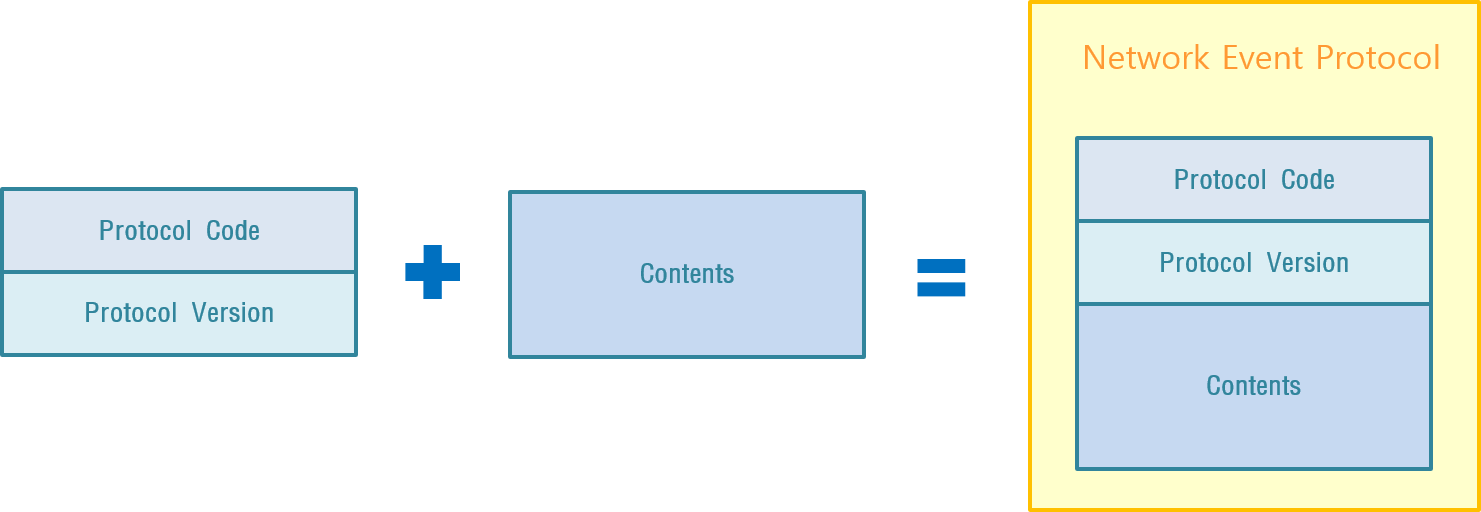 Protocol Code
Protocol Version
Contents
Network Event Protocol
Protocol Code
Protocol Version
Contents